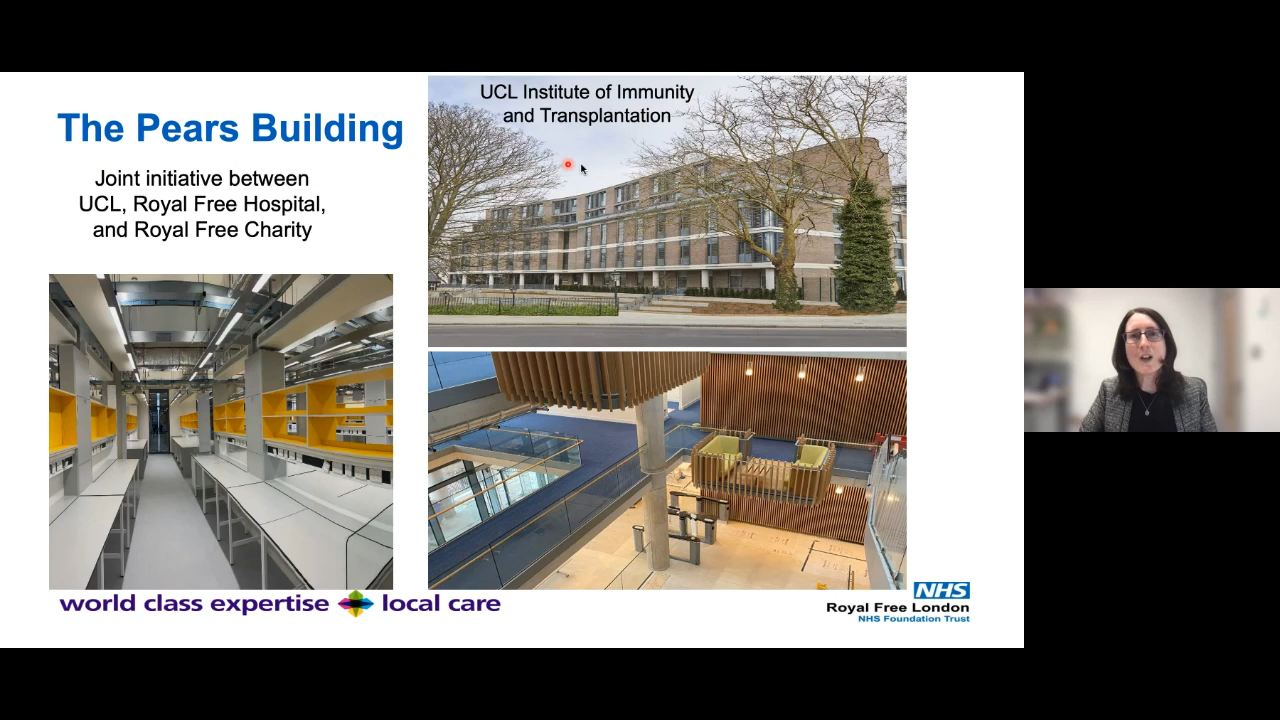 The Pears Building
Joint initiative between
UCL, Royal Free Hospital,
and Royal Free Charity
UCL Institute of Immunity
and Transplantation
world class expertise local care
NHS
Royal Free London
NHS Foundation Trust